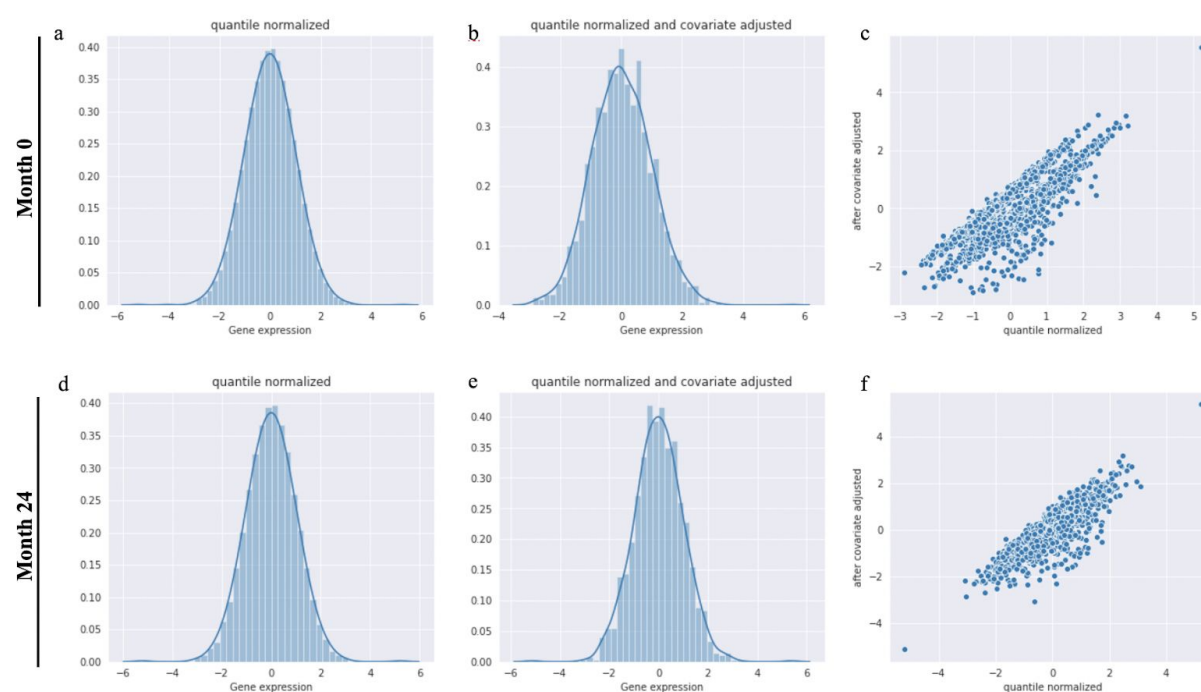 Month 0
a
quantile normalized
0.40
0.35
0.30
0.25
0.20
0.15
0.10
0.05
0.00
−6 −4 −2 0 2 4 6
Gene expression
b
quantile normalized and covariate adjusted
0.4
0.3
0.2
0.1
0.0
−4 −2 0 2 4 6
Gene expression
c
after covariate adjusted
4
2
0
−2
−3 −2 −1 0 1 2 3 4 5
quantile normalized
Month 24
d
quantile normalized
0.40
0.35
0.30
0.25
0.20
0.15
0.10
0.05
0.00
−6 −4 −2 0 2 4 6
Gene expression
e
quantile normalized and covariate adjusted
0.40
0.35
0.30
0.25
0.20
0.15
0.10
0.05
0.00
−6 −4 −2 0 2 4 6
Gene expression
f
after covariate adjusted
4
2
0
−2
−4
−4 −2 0 2 4
quantile normalized